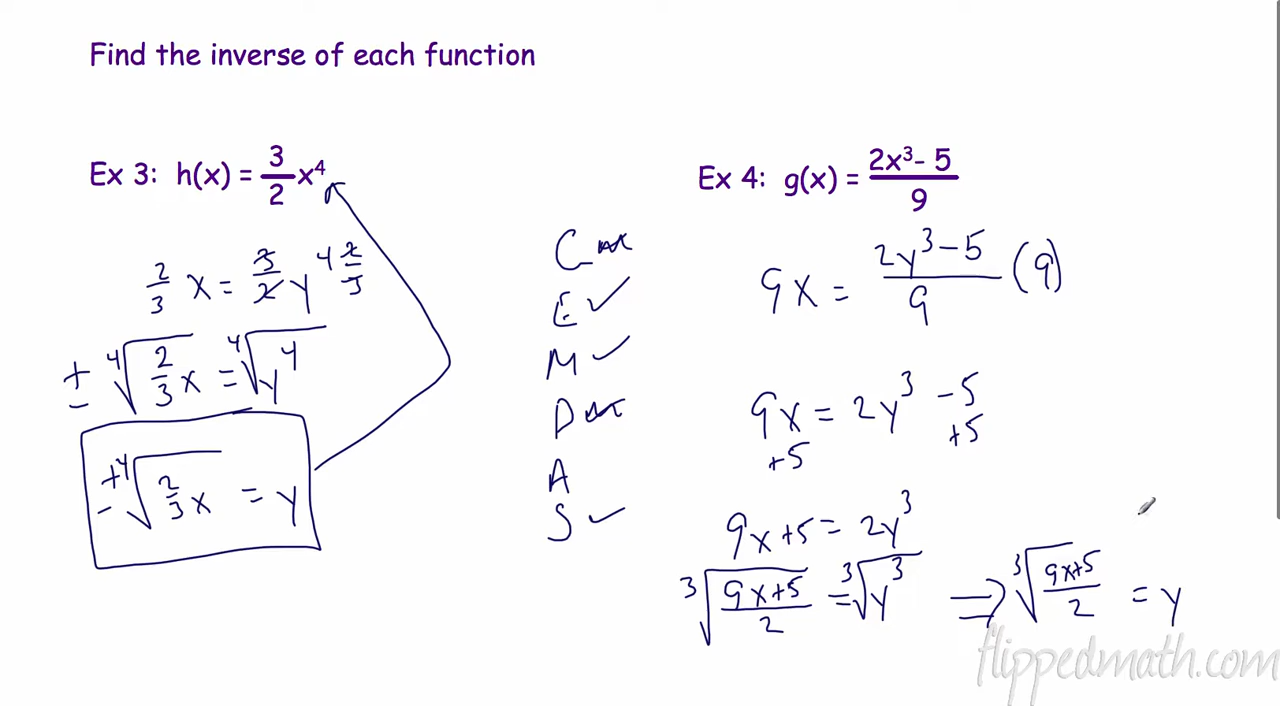 Find the inverse of each function
Ex 3: h(x) = 3/2 x⁴
2/3 x = 3/2 y⁴ 2/3
± ⁴√(2/3 x) = ⁴√(y⁴)
± ⁴√(2/3 x) = y
G
E ✓
M ✓
D
A
S ✓
Ex 4: g(x) = (2x³ - 5)/9
9x = (2y³ - 5)/9 (9)
9x = 2y³ - 5
+5 +5
9x + 5 = 2y³
³√((9x+5)/2) = ³√(y³) ⇒ ³√((9x+5)/2) = y
flippedmath.com